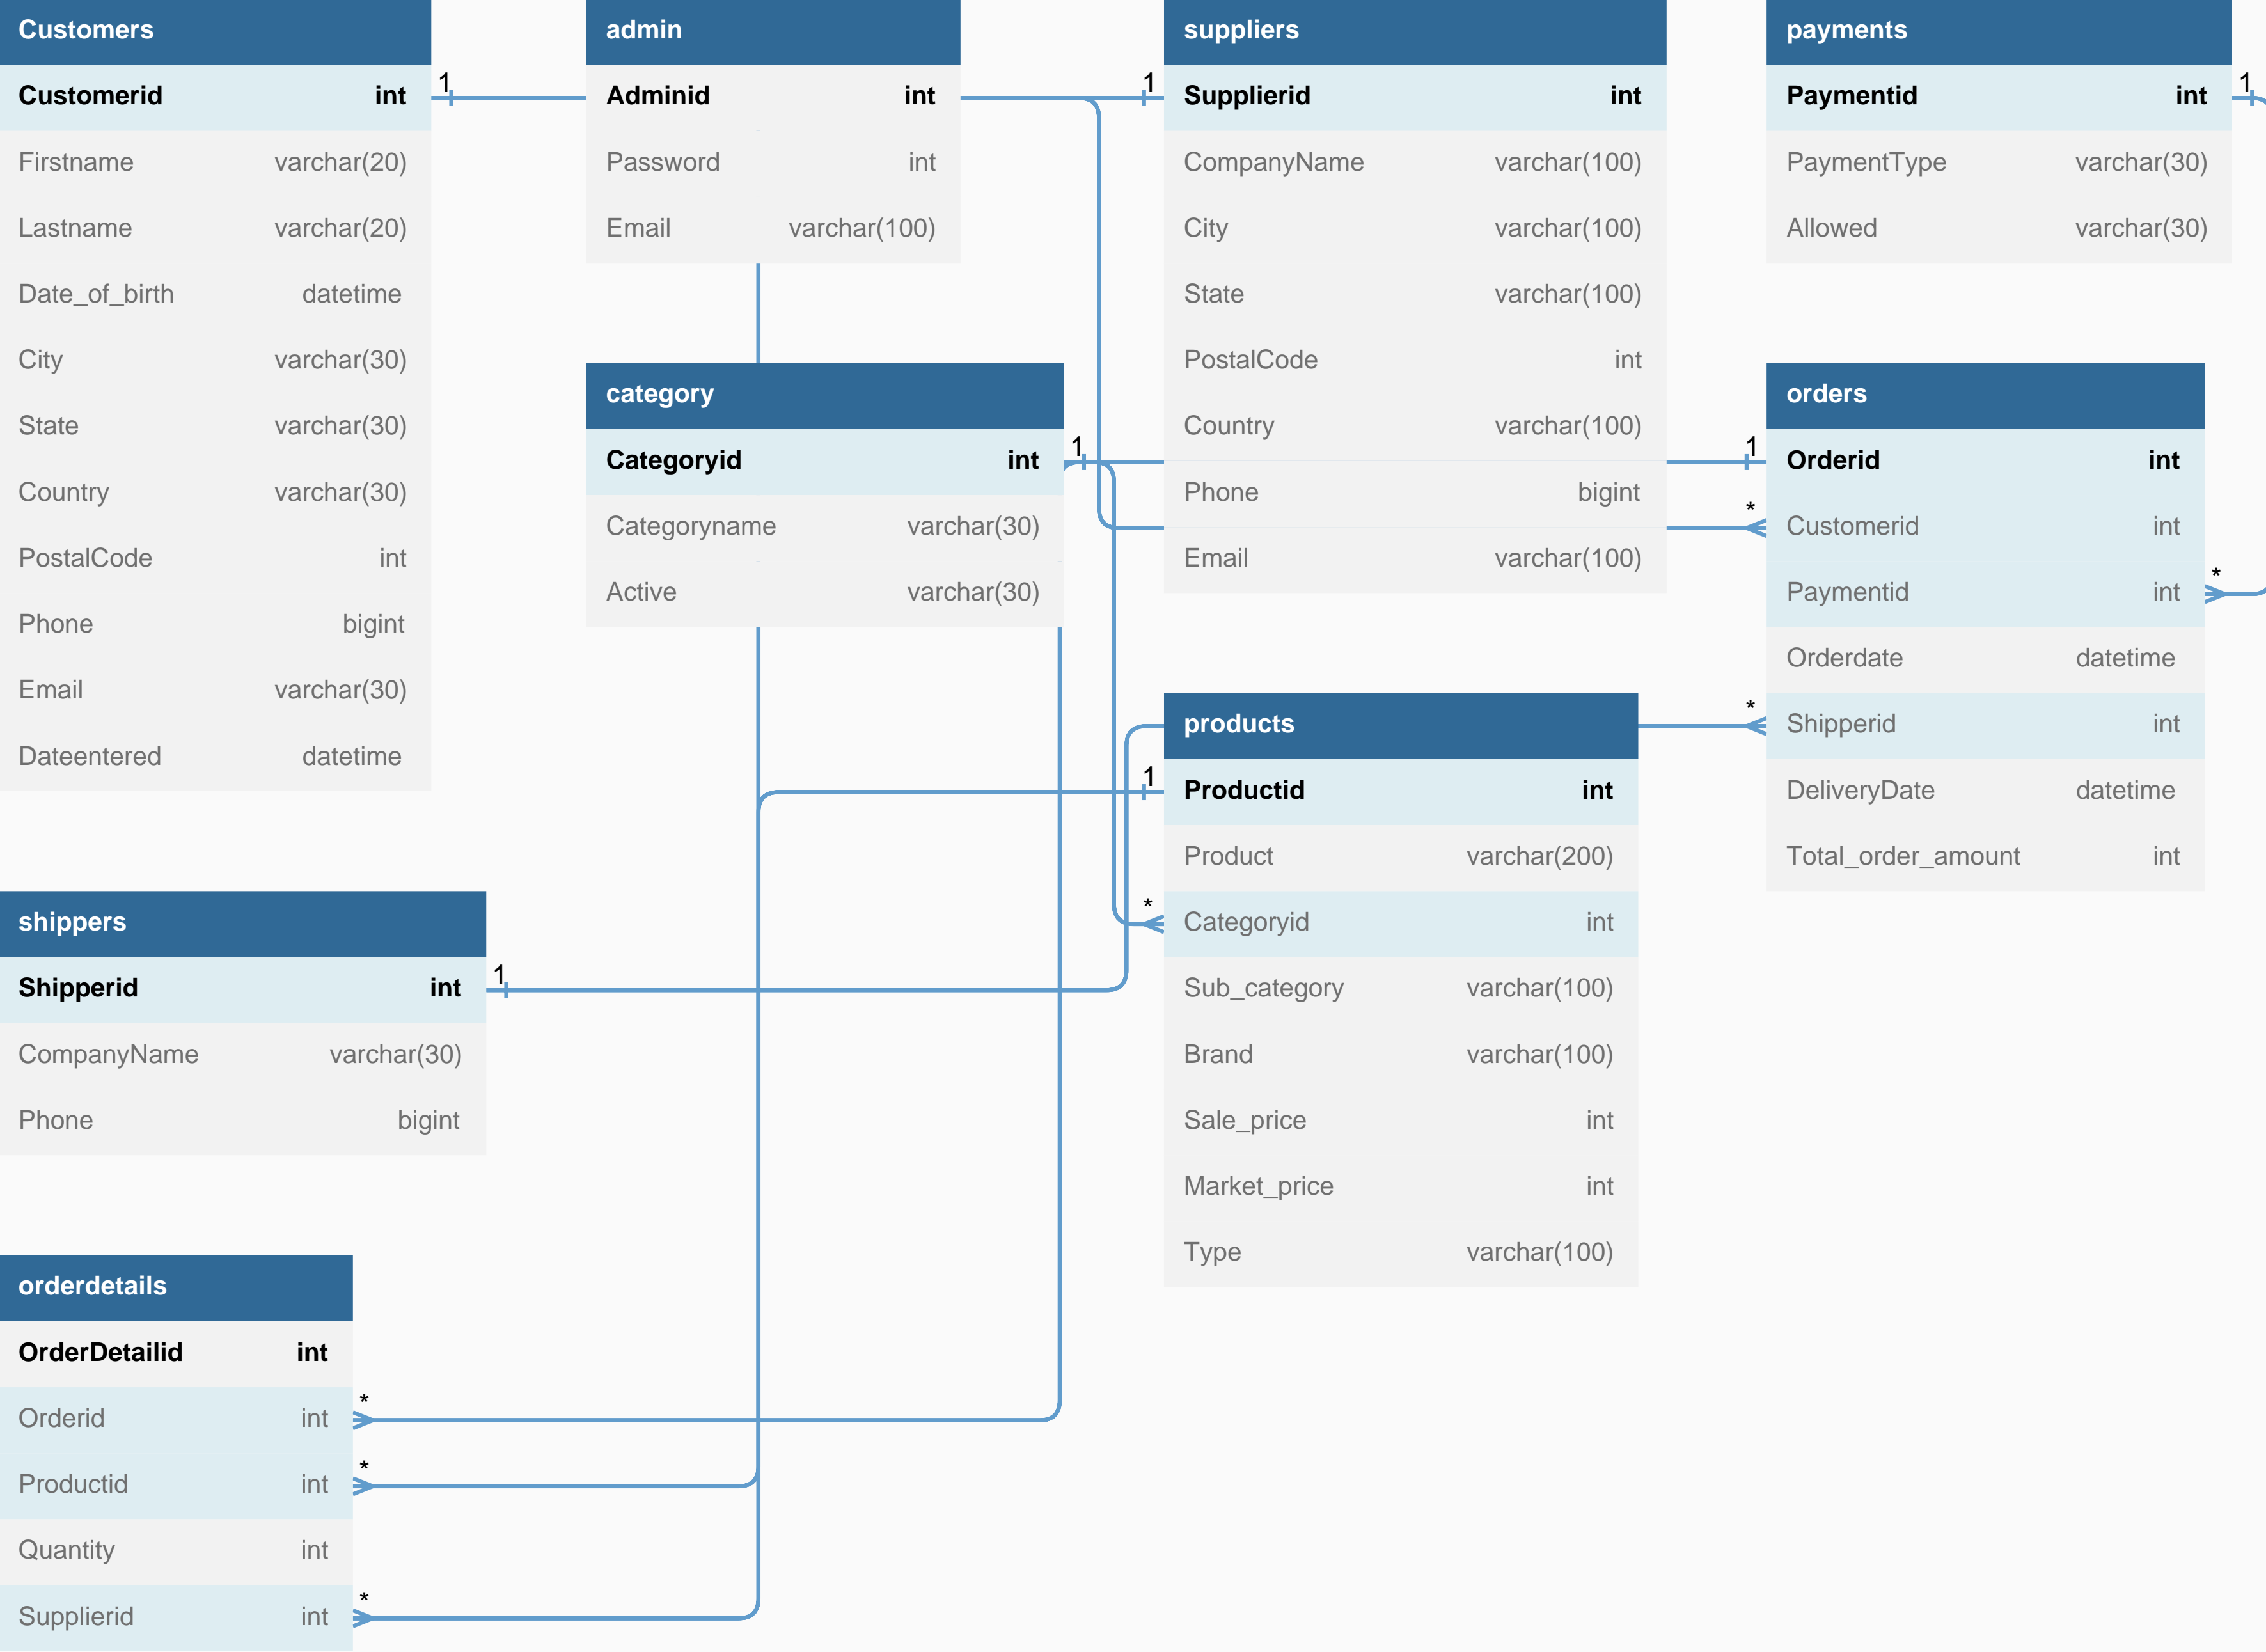 Customers
Customerid int
Firstname varchar(20)
Lastname varchar(20)
Date_of_birth datetime
City varchar(30)
State varchar(30)
Country varchar(30)
PostalCode int
Phone bigint
Email varchar(30)
Dateentered datetime
1
admin
Adminid int
Password int
Email varchar(100)
category
Categoryid int
Categoryname varchar(30)
Active varchar(30)
1
1
suppliers
Supplierid int
CompanyName varchar(100)
City varchar(100)
State varchar(100)
PostalCode int
Country varchar(100)
Phone bigint
Email varchar(100)
payments
Paymentid int
PaymentType varchar(30)
Allowed varchar(30)
1
1
*
*
*
orders
Orderid int
Customerid int
Paymentid int
Orderdate datetime
Shipperid int
DeliveryDate datetime
Total_order_amount int
1
*
products
Productid int
Product varchar(200)
Categoryid int
Sub_category varchar(100)
Brand varchar(100)
Sale_price int
Market_price int
Type varchar(100)
shippers
Shipperid int
CompanyName varchar(30)
Phone bigint
1
orderdetails
OrderDetailid int
Orderid int
Productid int
Quantity int
Supplierid int
*
*
*